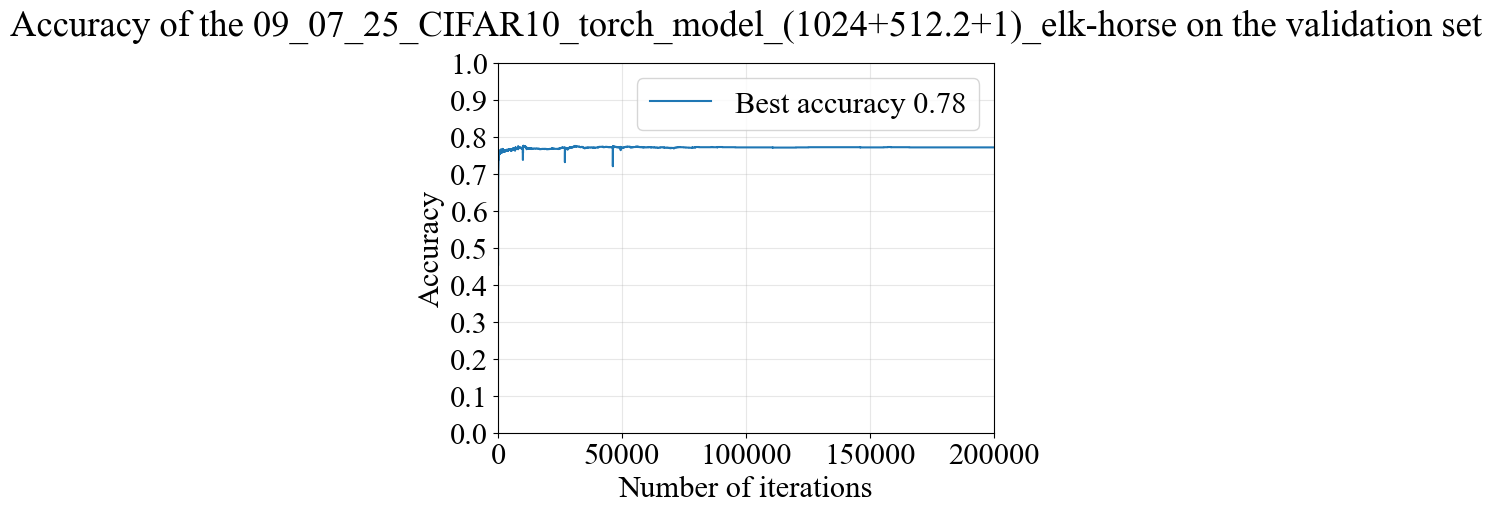 Accuracy of the 09_07_25_CIFAR10_torch_model_(1024+512.2+1)_elk-horse on the validation set
Best accuracy 0.78
1.0
0.9
0.8
0.7
0.6
0.5
0.4
0.3
0.2
0.1
0.0
Accuracy
0 50000 100000 150000 200000
Number of iterations